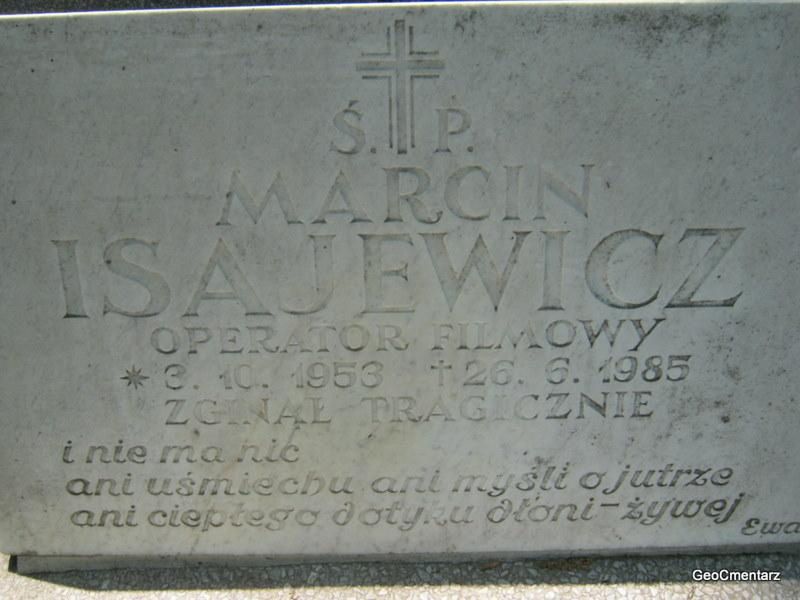 Ś. P.
MARCIN
ISAJEWICZ
OPERATOR FILMOWY
* 3. 10. 1953 † 26. 6. 1985
ZGINĄŁ TRAGICZNIE
i nie ma nic
ani uśmiechu ani myśli o jutrze
ani ciepłego dotyku dłoni – żywej
Ewa
GeoCmentarz